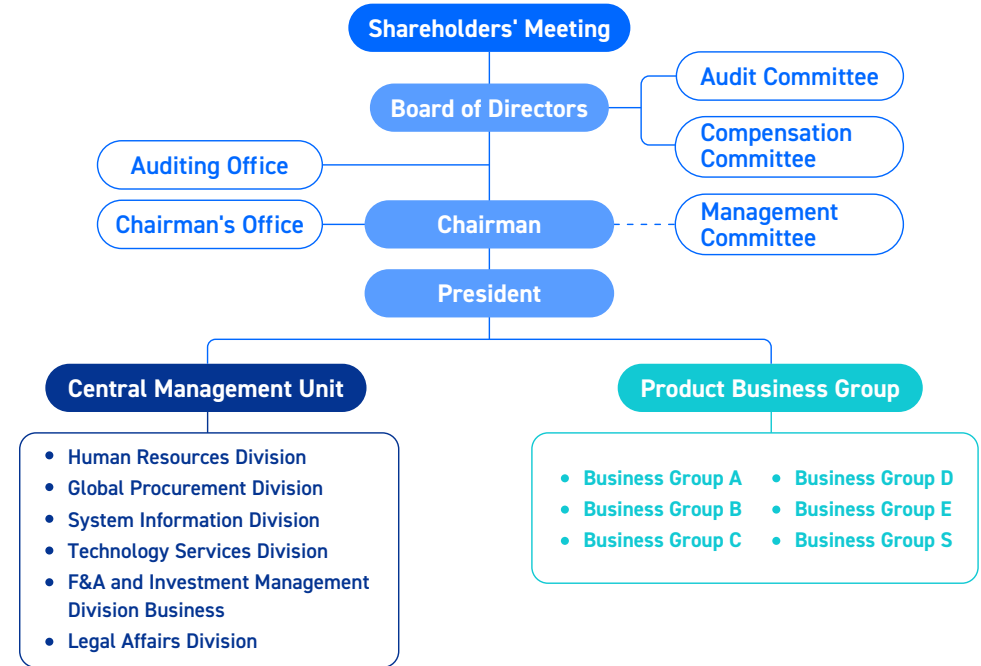 Shareholders' Meeting
Board of Directors
Audit Committee
Compensation
Committee
Auditing Office
Chairman's Office
Chairman
Management
Committee
President
Central Management Unit
• Human Resources Division
• Global Procurement Division
• System Information Division
• Technology Services Division
• F&A and Investment Management
Division Business
• Legal Affairs Division
Product Business Group
• Business Group A
• Business Group B
• Business Group C
• Business Group D
• Business Group E
• Business Group S